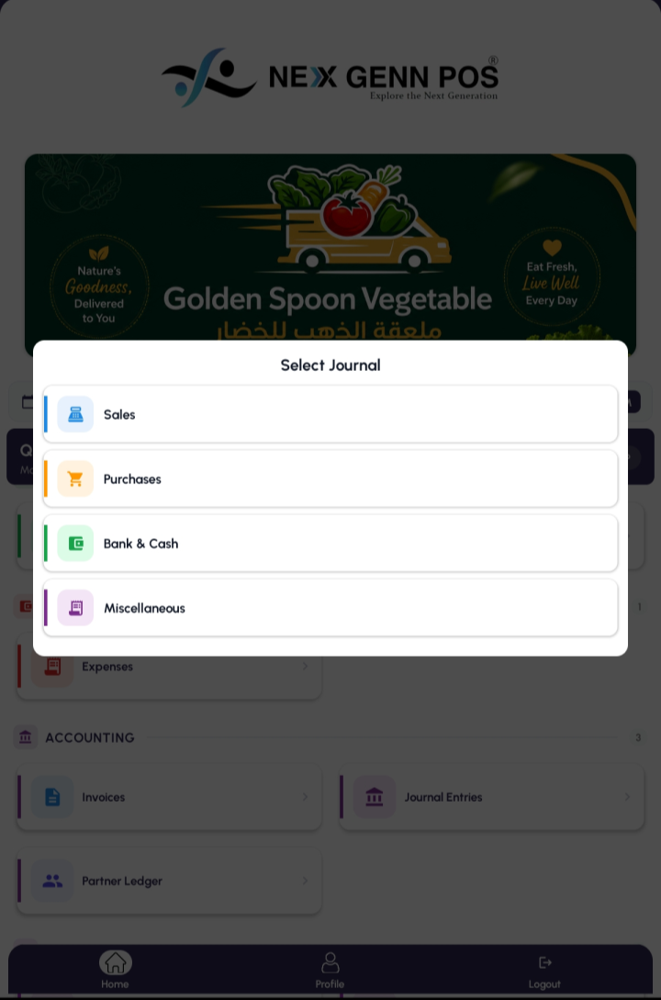 NEXX GENN POS
®
Explore the Next Generation
Nature's
Goodness,
Delivered
to You
Eat Fresh,
Live Well
Every Day
Golden Spoon Vegetable
ملعقة الذهب للخضار
Select Journal
Sales
Purchases
Bank & Cash
Miscellaneous
1
Expenses
ACCOUNTING
3
Invoices
Journal Entries
Partner Ledger
Home
Profile
Logout